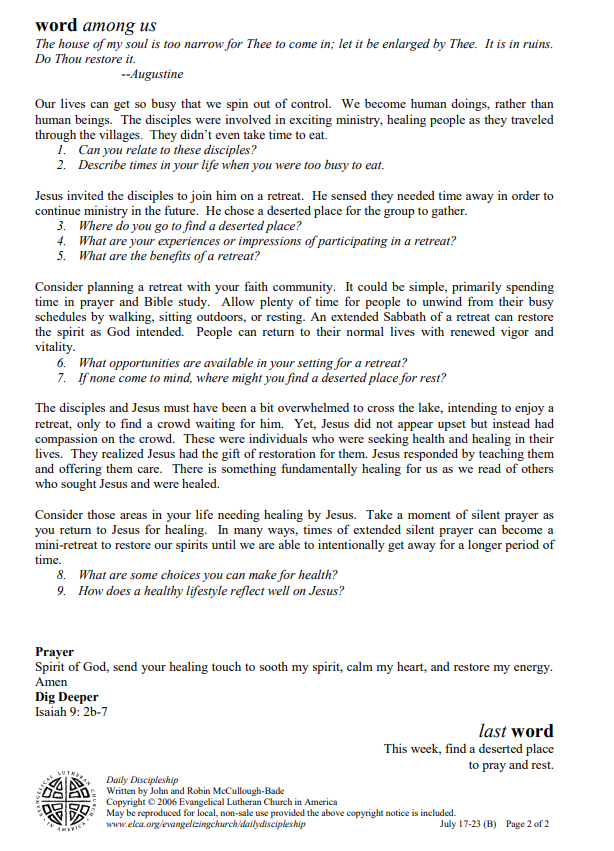 word among us
The house of my soul is too narrow for Thee to come in; let it be enlarged by Thee. It is in ruins.
Do Thou restore it.
--Augustine
Our lives can get so busy that we spin out of control. We become human doings, rather than
human beings. The disciples were involved in exciting ministry, healing people as they traveled
through the villages. They didn't even take time to eat.
1. Can you relate to these disciples?
2. Describe times in your life when you were too busy to eat.
Jesus invited the disciples to join him on a retreat. He sensed they needed time away in order to
continue ministry in the future. He chose a deserted place for the group to gather.
3. Where do you go to find a deserted place?
4. What are your experiences or impressions of participating in a retreat?
5. What are the benefits of a retreat?
Consider planning a retreat with your faith community. It could be simple, primarily spending
time in prayer and Bible study. Allow plenty of time for people to unwind from their busy
schedules by walking, sitting outdoors, or resting. An extended Sabbath of a retreat can restore
the spirit as God intended. People can return to their normal lives with renewed vigor and
vitality.
6. What opportunities are available in your setting for a retreat?
7. If none come to mind, where might you find a deserted place for rest?
The disciples and Jesus must have been a bit overwhelmed to cross the lake, intending to enjoy a
retreat, only to find a crowd waiting for him. Yet, Jesus did not appear upset but instead had
compassion on the crowd. These were individuals who were seeking health and healing in their
lives. They realized Jesus had the gift of restoration for them. Jesus responded by teaching them
and offering them care. There is something fundamentally healing for us as we read of others
who sought Jesus and were healed.
Consider those areas in your life needing healing by Jesus. Take a moment of silent prayer as
you return to Jesus for healing. In many ways, times of extended silent prayer can become a
mini-retreat to restore our spirits until we are able to intentionally get away for a longer period of
time.
8. What are some choices you can make for health?
9. How does a healthy lifestyle reflect well on Jesus?
Prayer
Spirit of God, send your healing touch to sooth my spirit, calm my heart, and restore my energy.
Amen
Dig Deeper
Isaiah 9: 2b-7
last word
This week, find a deserted place
to pray and rest.
EVANGELICAL LUTHERAN CHURCH IN AMERICA
Daily Discipleship
Written by John and Robin McCullough-Bade
Copyright © 2006 Evangelical Lutheran Church in America
May be reproduced for local, non-sale use provided the above copyright notice is included.
www.elca.org/evangelizingchurch/dailydiscipleship July 17-23 (B) Page 2 of 2